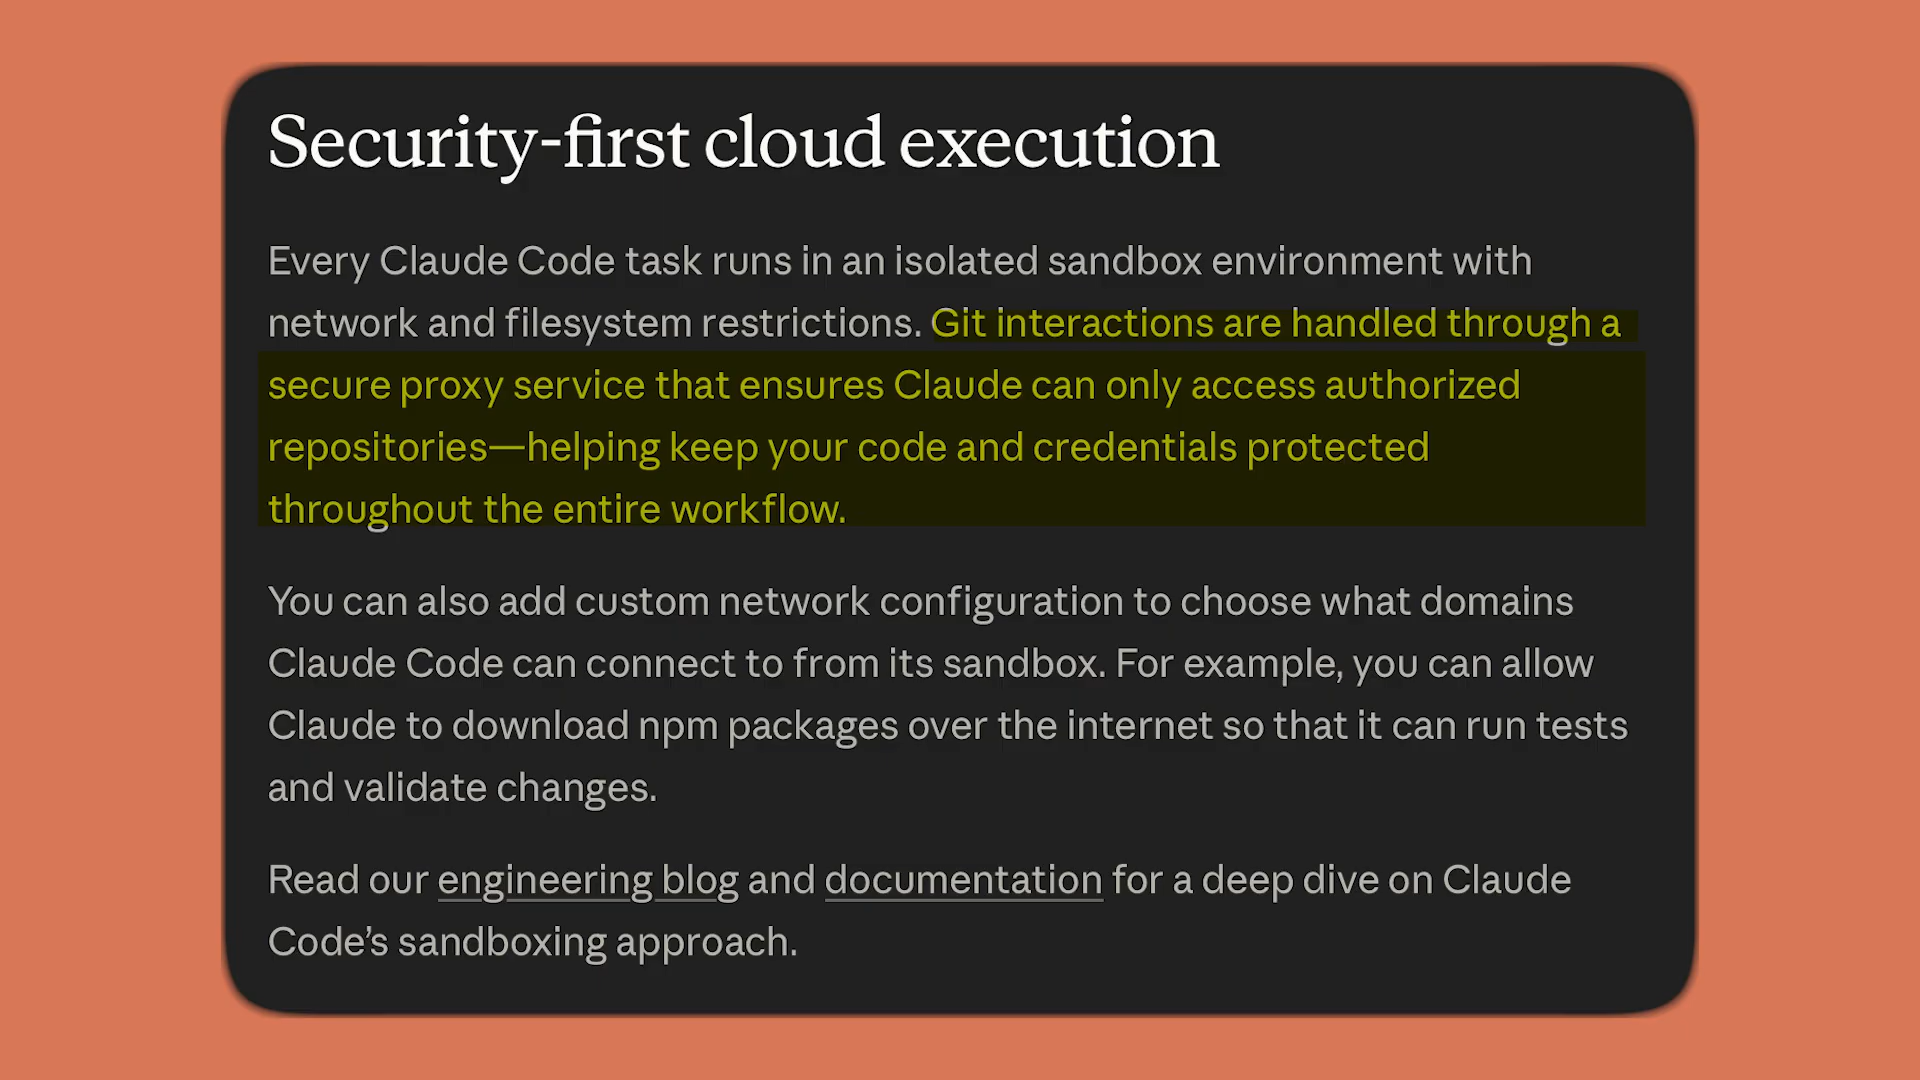 Security-first cloud execution
Every Claude Code task runs in an isolated sandbox environment with
network and filesystem restrictions. Git interactions are handled through a
secure proxy service that ensures Claude can only access authorized
repositories—helping keep your code and credentials protected
throughout the entire workflow.
You can also add custom network configuration to choose what domains
Claude Code can connect to from its sandbox. For example, you can allow
Claude to download npm packages over the internet so that it can run tests
and validate changes.
Read our engineering blog and documentation for a deep dive on Claude
Code’s sandboxing approach.